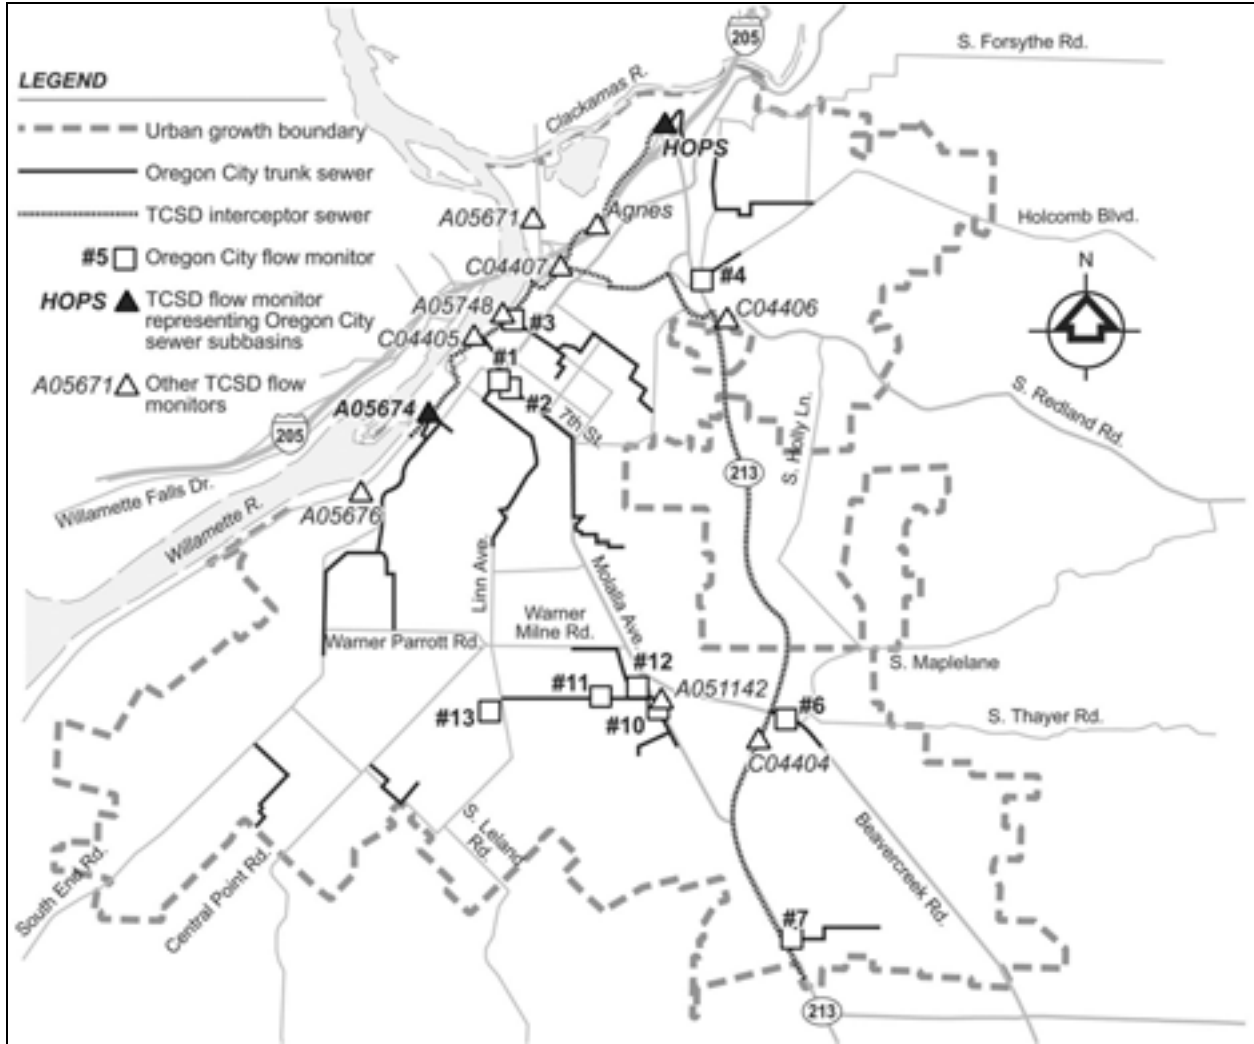 LEGEND
Urban growth boundary
Oregon City trunk sewer
TCSD interceptor sewer
#5 Oregon City flow monitor
HOPS TCSD flow monitor
representing Oregon City
sewer subbasins
A05671 Other TCSD flow
monitors
205
S. Forsythe Rd.
Clackamas R.
HOPS
A05671
Agnes
Holcomb Blvd.
C04407
#4
N
A05748
C04406
#3
C04405
#1
#2
A05674
7th St.
S. Holly Ln.
S. Redland Rd.
205
213
Willamette Falls Dr.
A05676
Willamette R.
Linn Ave.
Molalla Ave.
Warner
Milne Rd.
Warner Parrott Rd.
S. Maplelane
#12
#11
A051142
#13
#10
#6
S. Thayer Rd.
C04404
S. Leland
Rd.
Beavercreek Rd.
South End Rd.
Central Point Rd.
#7
213